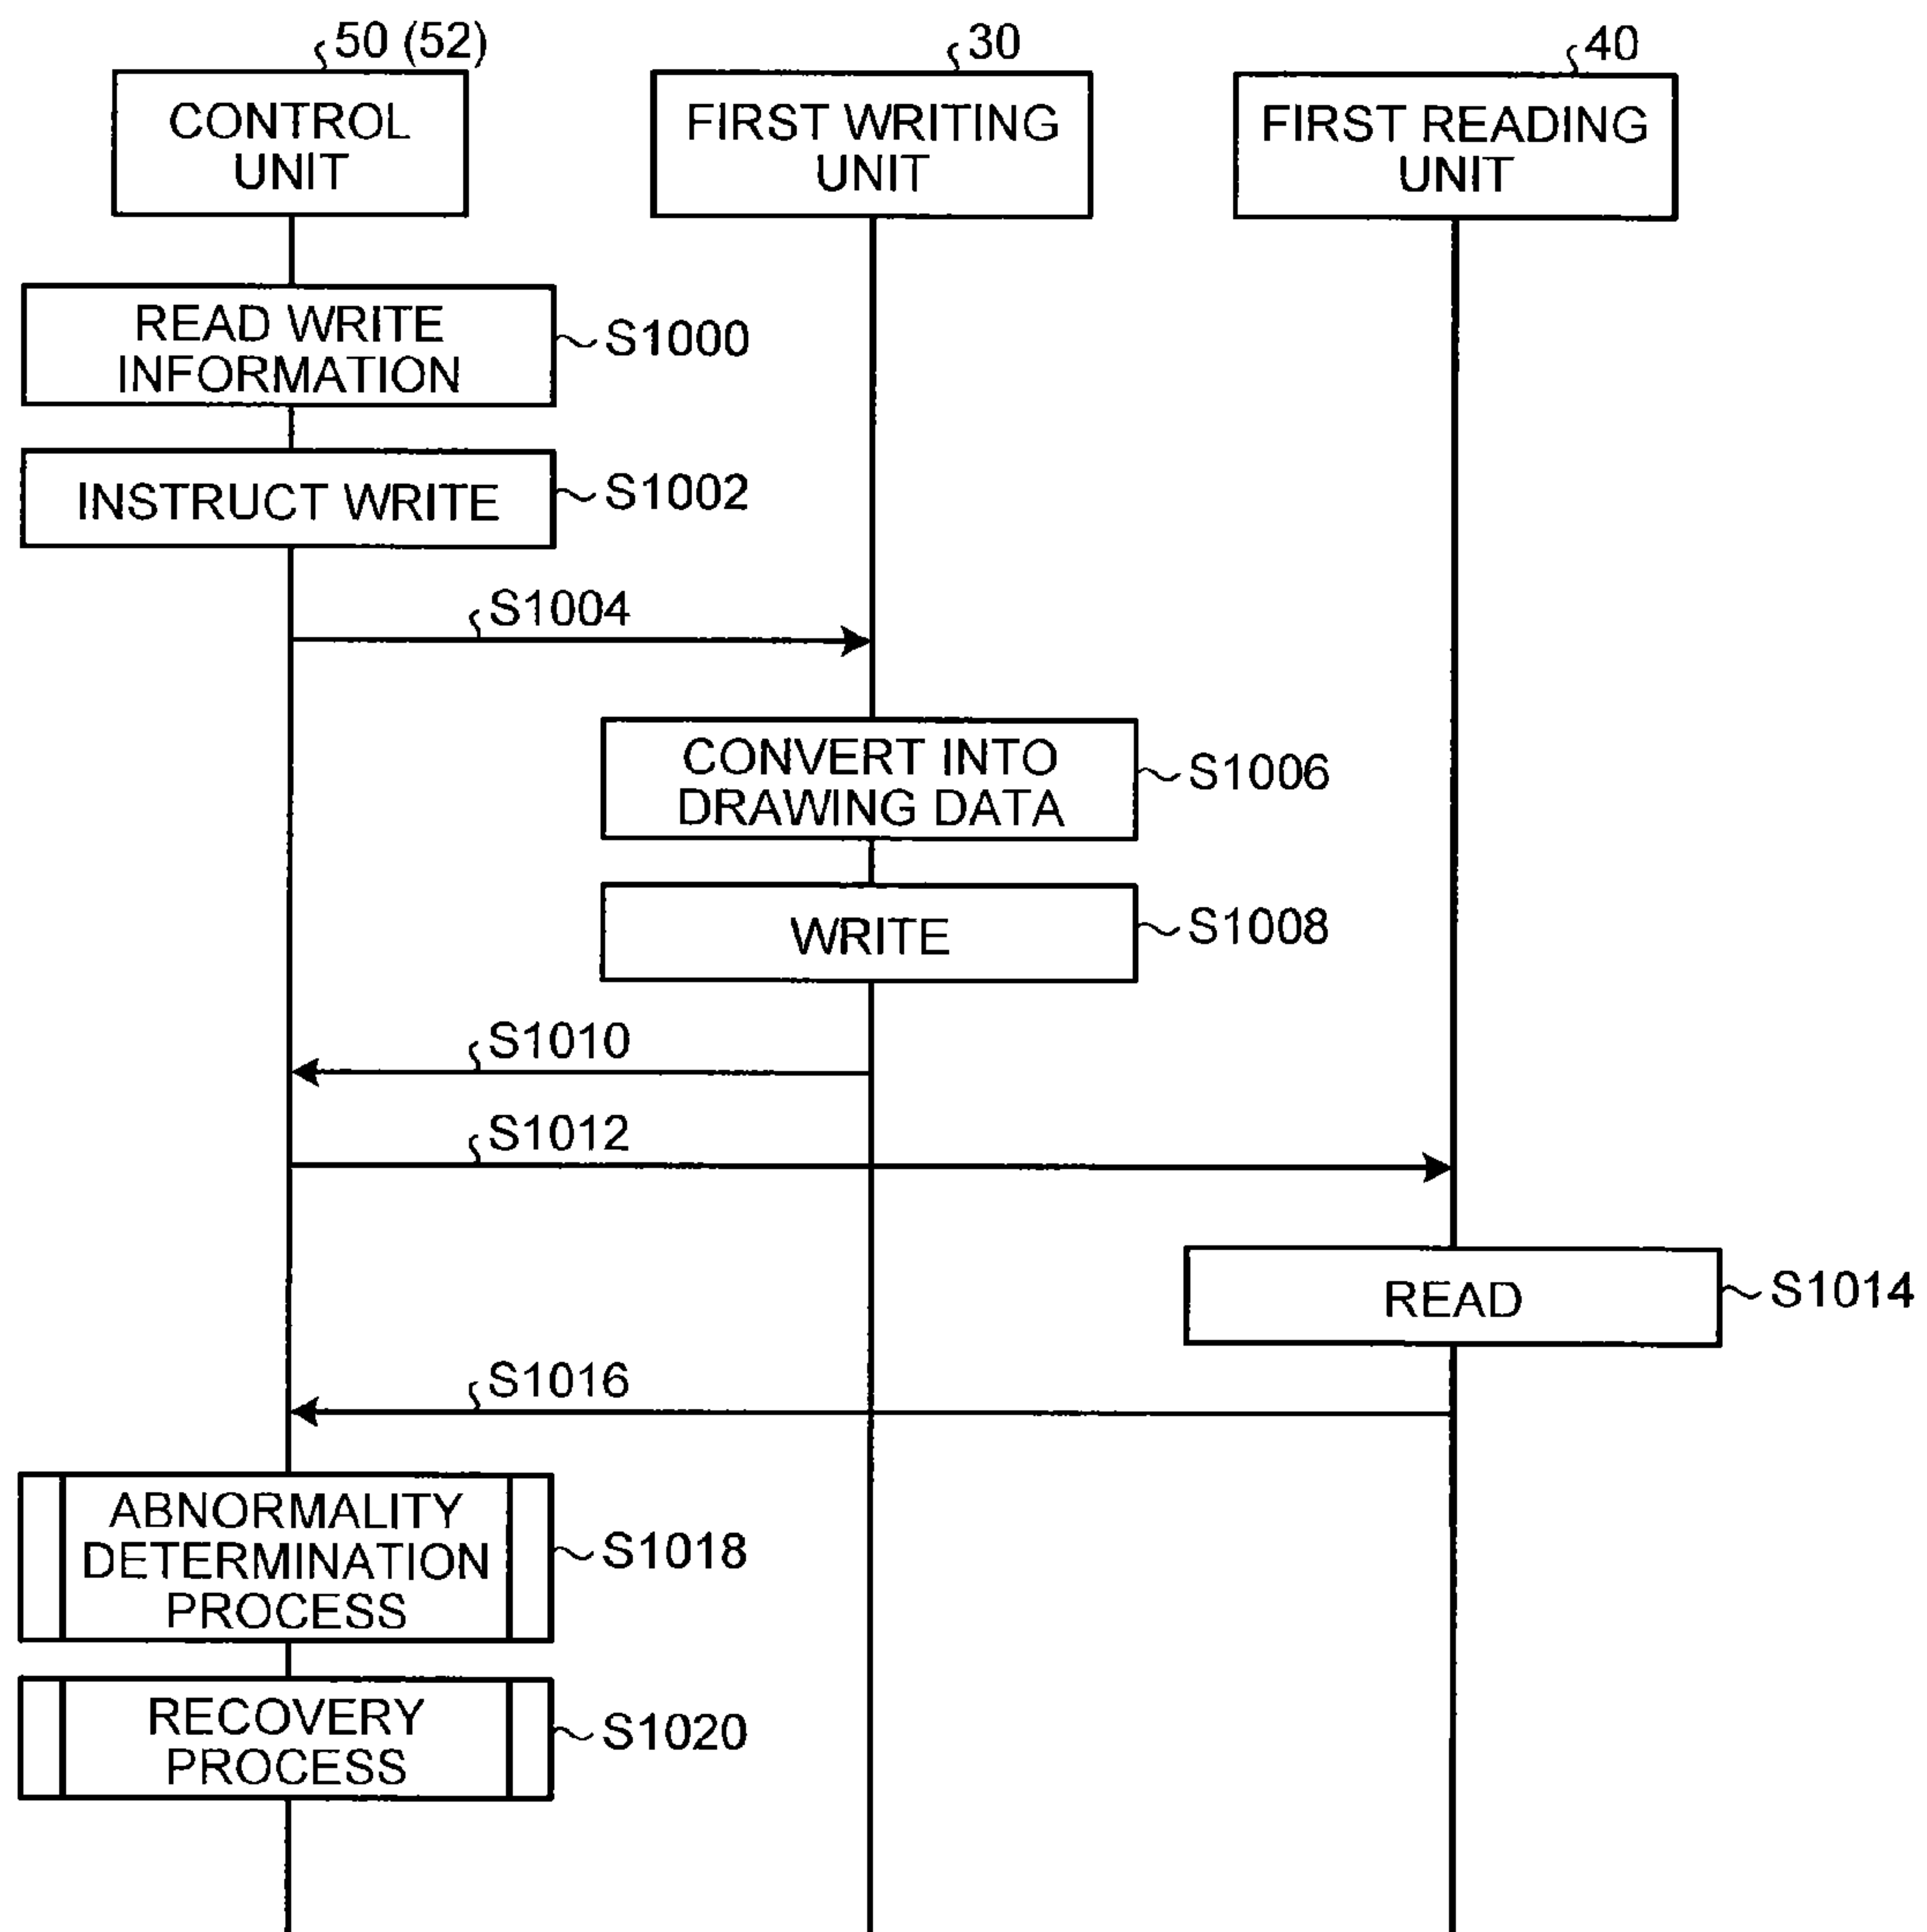 50 (52)
30
40
CONTROL
UNIT
FIRST WRITING
UNIT
FIRST READING
UNIT
READ WRITE
INFORMATION
S1000
INSTRUCT WRITE
S1002
S1004
CONVERT INTO
DRAWING DATA
S1006
WRITE
S1008
S1010
S1012
READ
S1014
S1016
ABNORMALITY
DETERMINATION
PROCESS
S1018
RECOVERY
PROCESS
S1020